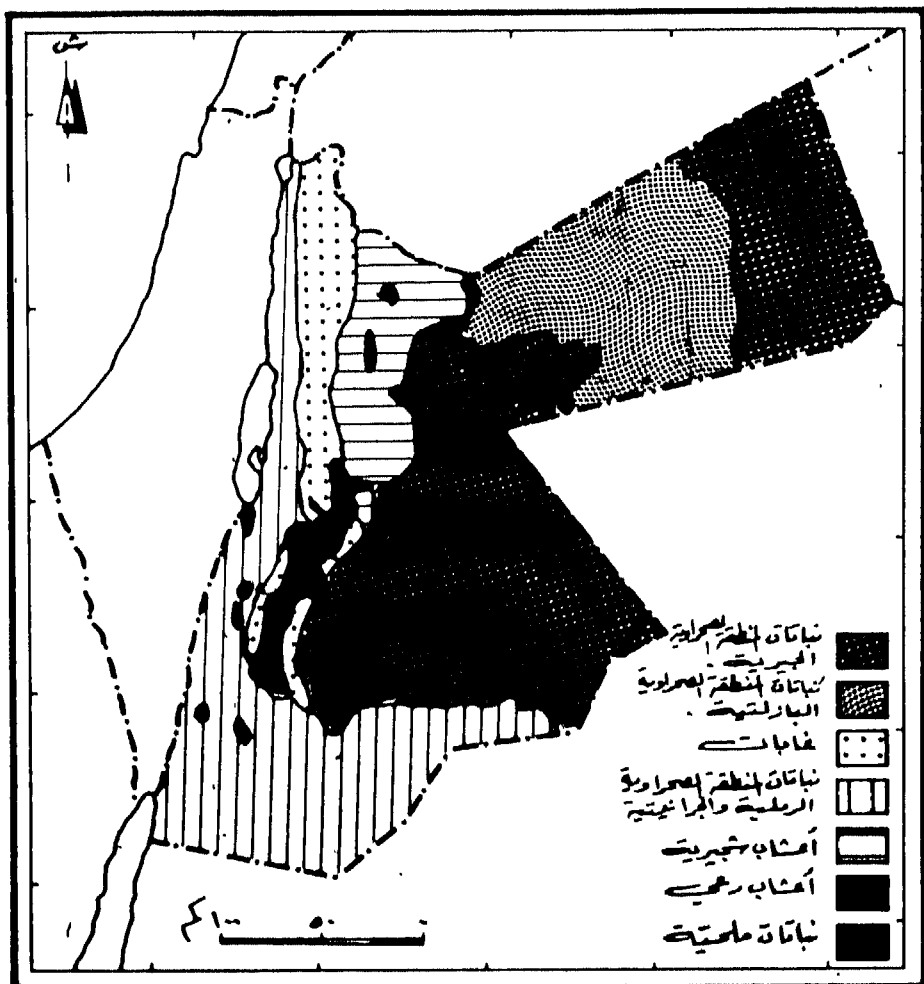 ش
نباتات المنطقة الصحراوية
الجيرية .
نباتات المنطقة الصحراوية
البازلتية .
غابات
نباتات المنطقة الصحراوية
الرملية والجرانيتية
أعشاب شجيرية
أعشاب رعي
نباتات ملحية
٠ ٥٠ ١٠٠ كم